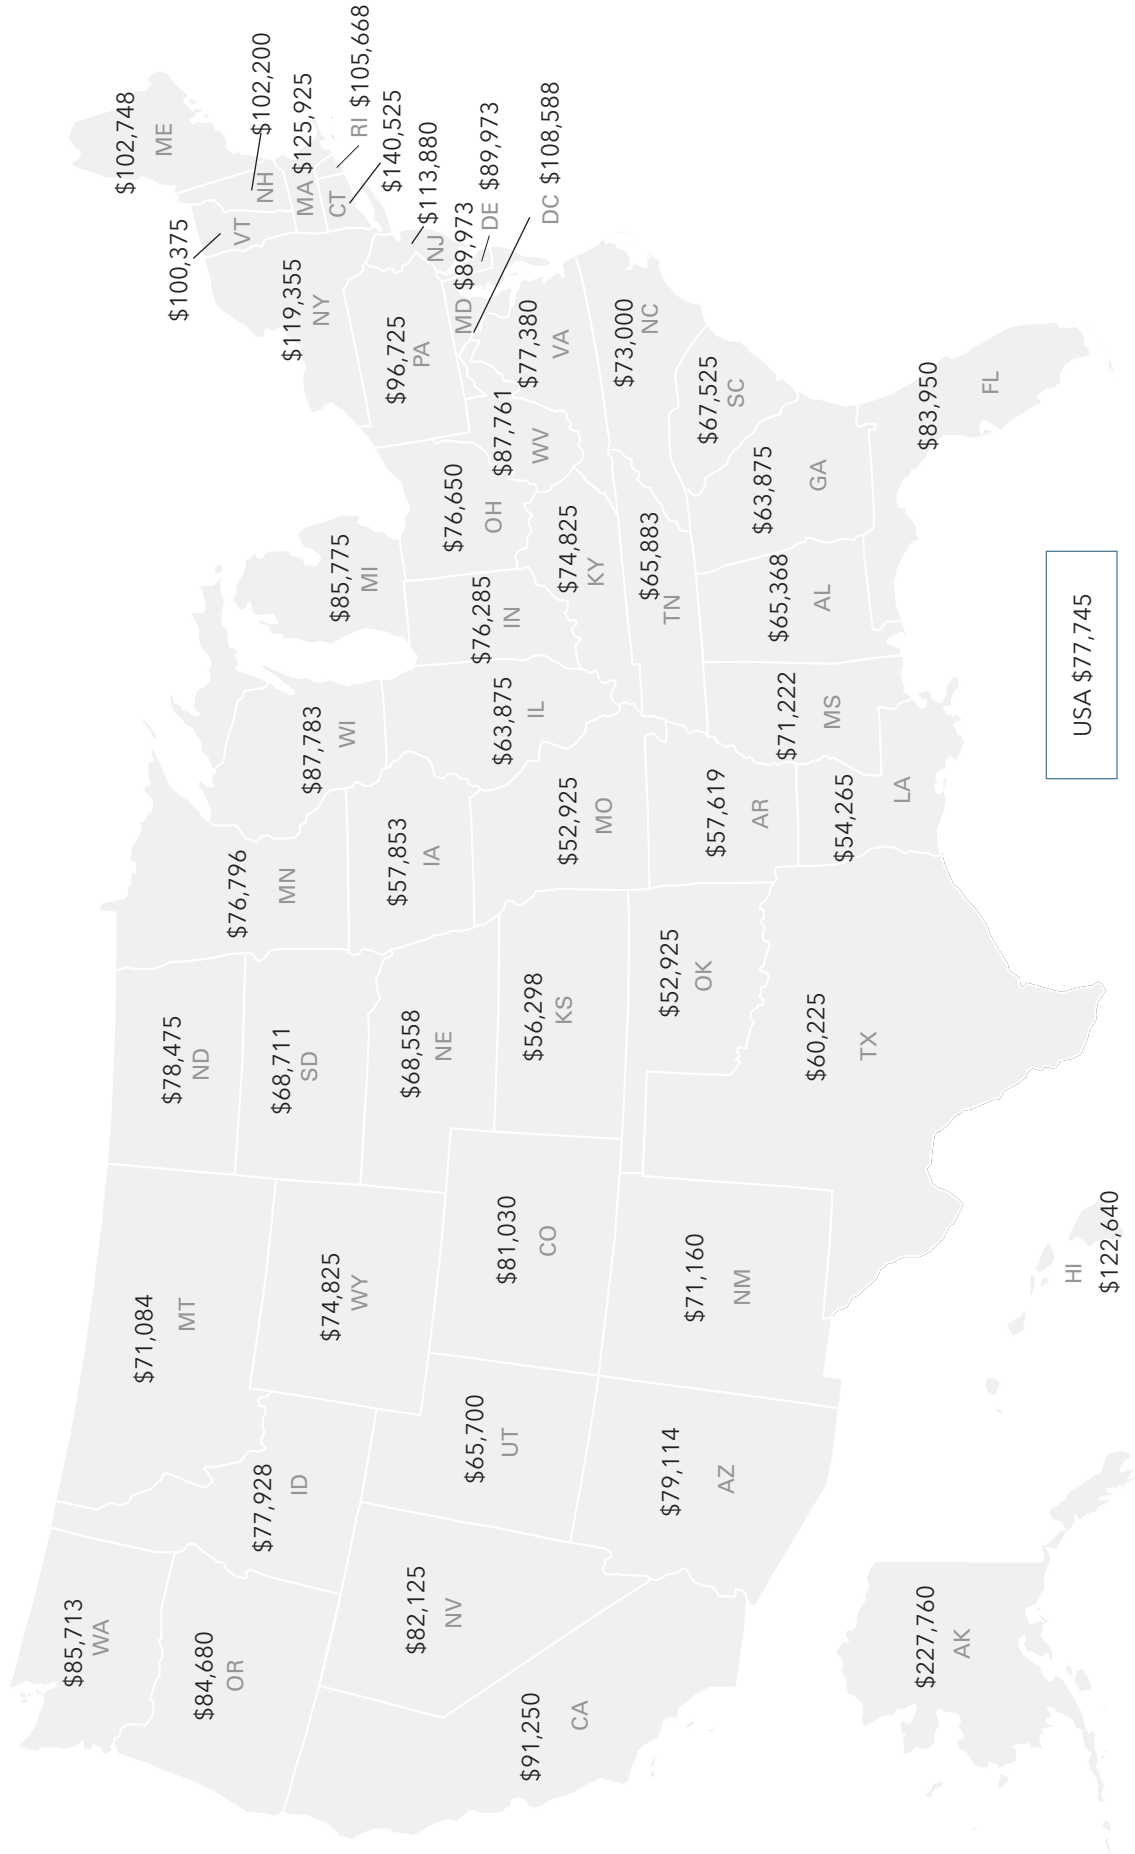 $85,713
WA
$84,680
OR
$91,250
CA
$82,125
NV
$77,928
ID
$71,084
MT
$74,825
WY
$65,700
UT
$79,114
AZ
$81,030
CO
$71,160
NM
$78,475
ND
$68,711
SD
$68,558
NE
$56,298
KS
$52,925
OK
$60,225
TX
$76,796
MN
$57,853
IA
$52,925
MO
$57,619
AR
$54,265
LA
$87,783
WI
$63,875
IL
$71,222
MS
$85,775
MI
$76,285
IN
$76,650
OH
$74,825
KY
$65,883
TN
$65,368
AL
$63,875
GA
$83,950
FL
$67,525
SC
$73,000
NC
$77,380
VA
$87,761
WV
$96,725
PA
$119,355
NY
$100,375
VT
$102,748
ME
$102,200
NH
MA $125,925
RI $105,668
$140,525
CT
$113,880
NJ
DE $89,973
MD $89,973
DC $108,588
$227,760
AK
HI
$122,640
USA $77,745